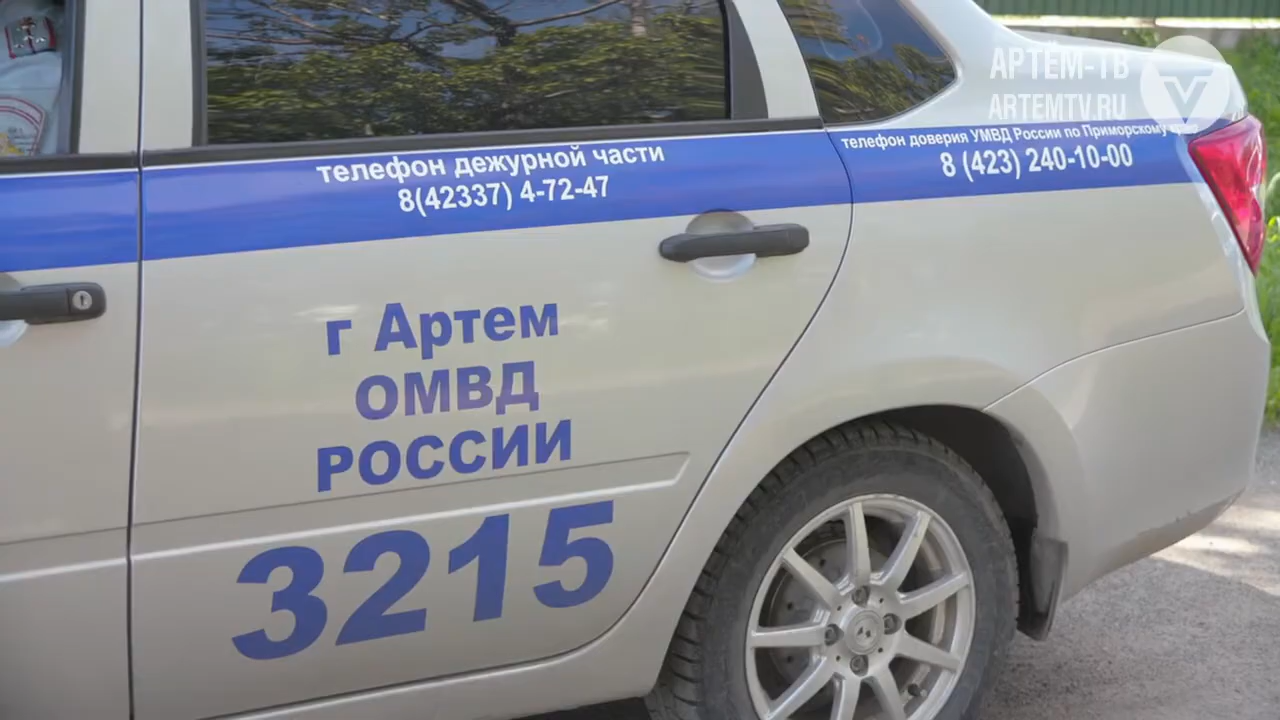 АРТЁМ-ТВ
ARTEMTV.RU
телефон дежурной части
8(42337) 4-72-47
телефон доверия УМВД России по Приморскому
8 (423) 240-10-00
г Артем
ОМВД
РОССИИ
3215